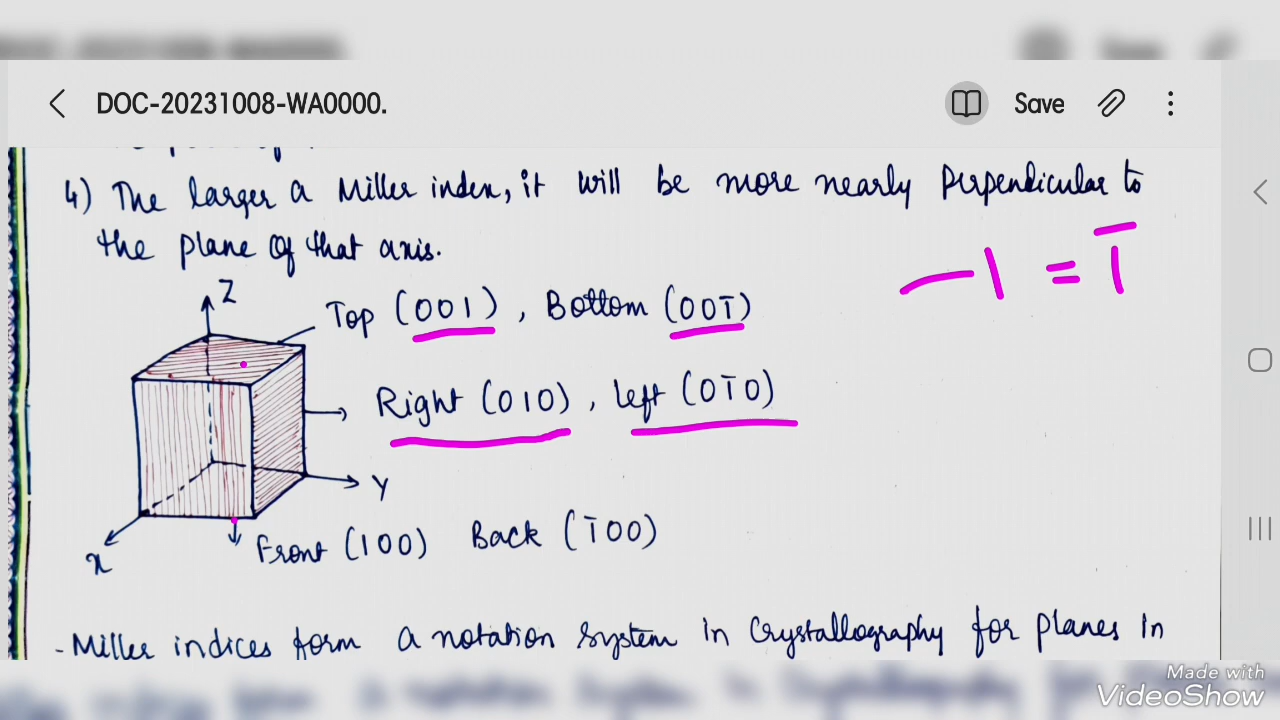 DOC-20231008-WA0000.
Save
4) The larger a Miller index, it will be more nearly Perpendicular to
the plane of that axis.
Z
Top (001), Bottom (001̅)
−1 = 1̅
Right (010), left (01̅0)
Y
X
Front (100) Back (1̅00)
- Miller indices form a notation system in Crystallography for planes in
Made with
VideoShow